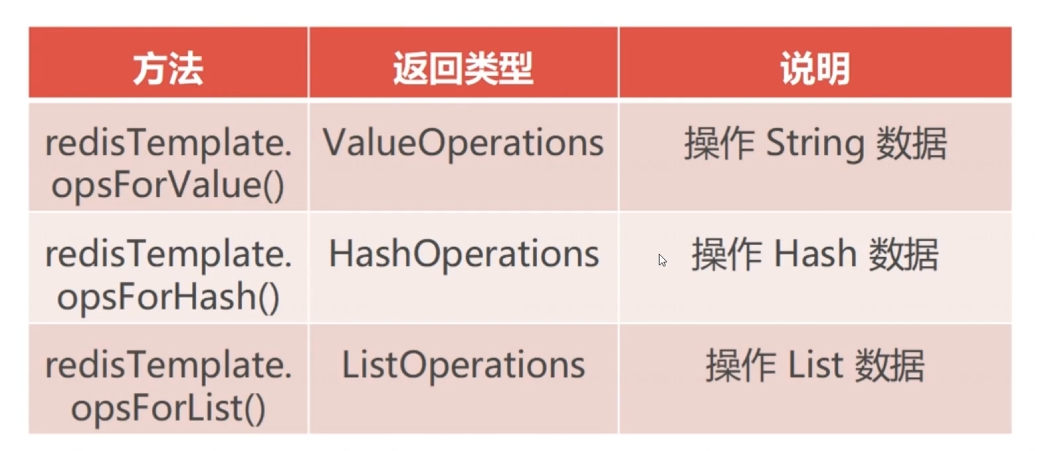 方法 返回类型 说明
redisTemplate. ValueOperations 操作 String 数据
opsForValue()
redisTemplate. HashOperations 操作 Hash 数据
opsForHash()
redisTemplate. ListOperations 操作 List 数据
opsForList()